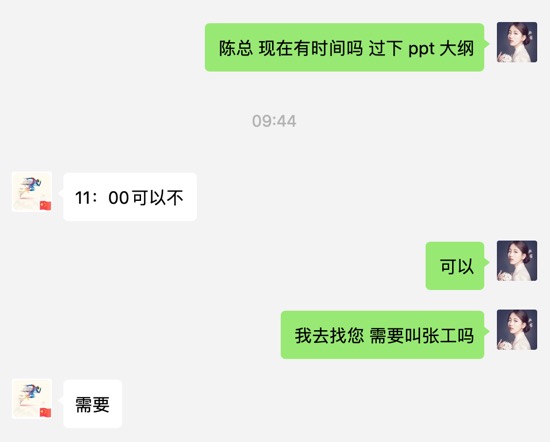 陈总 现在有时间吗 过下 ppt 大纲
09:44
11：00可以不
可以
我去找您 需要叫张工吗
需要